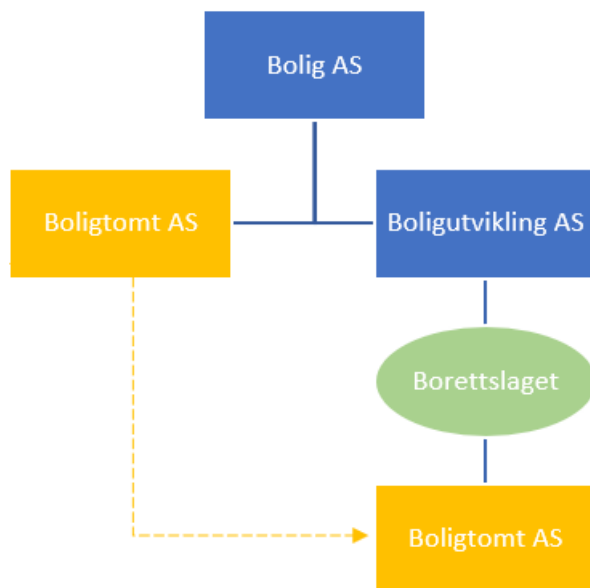 Bolig AS
Boligtomt AS
Boligutvikling AS
Borettslaget
Boligtomt AS